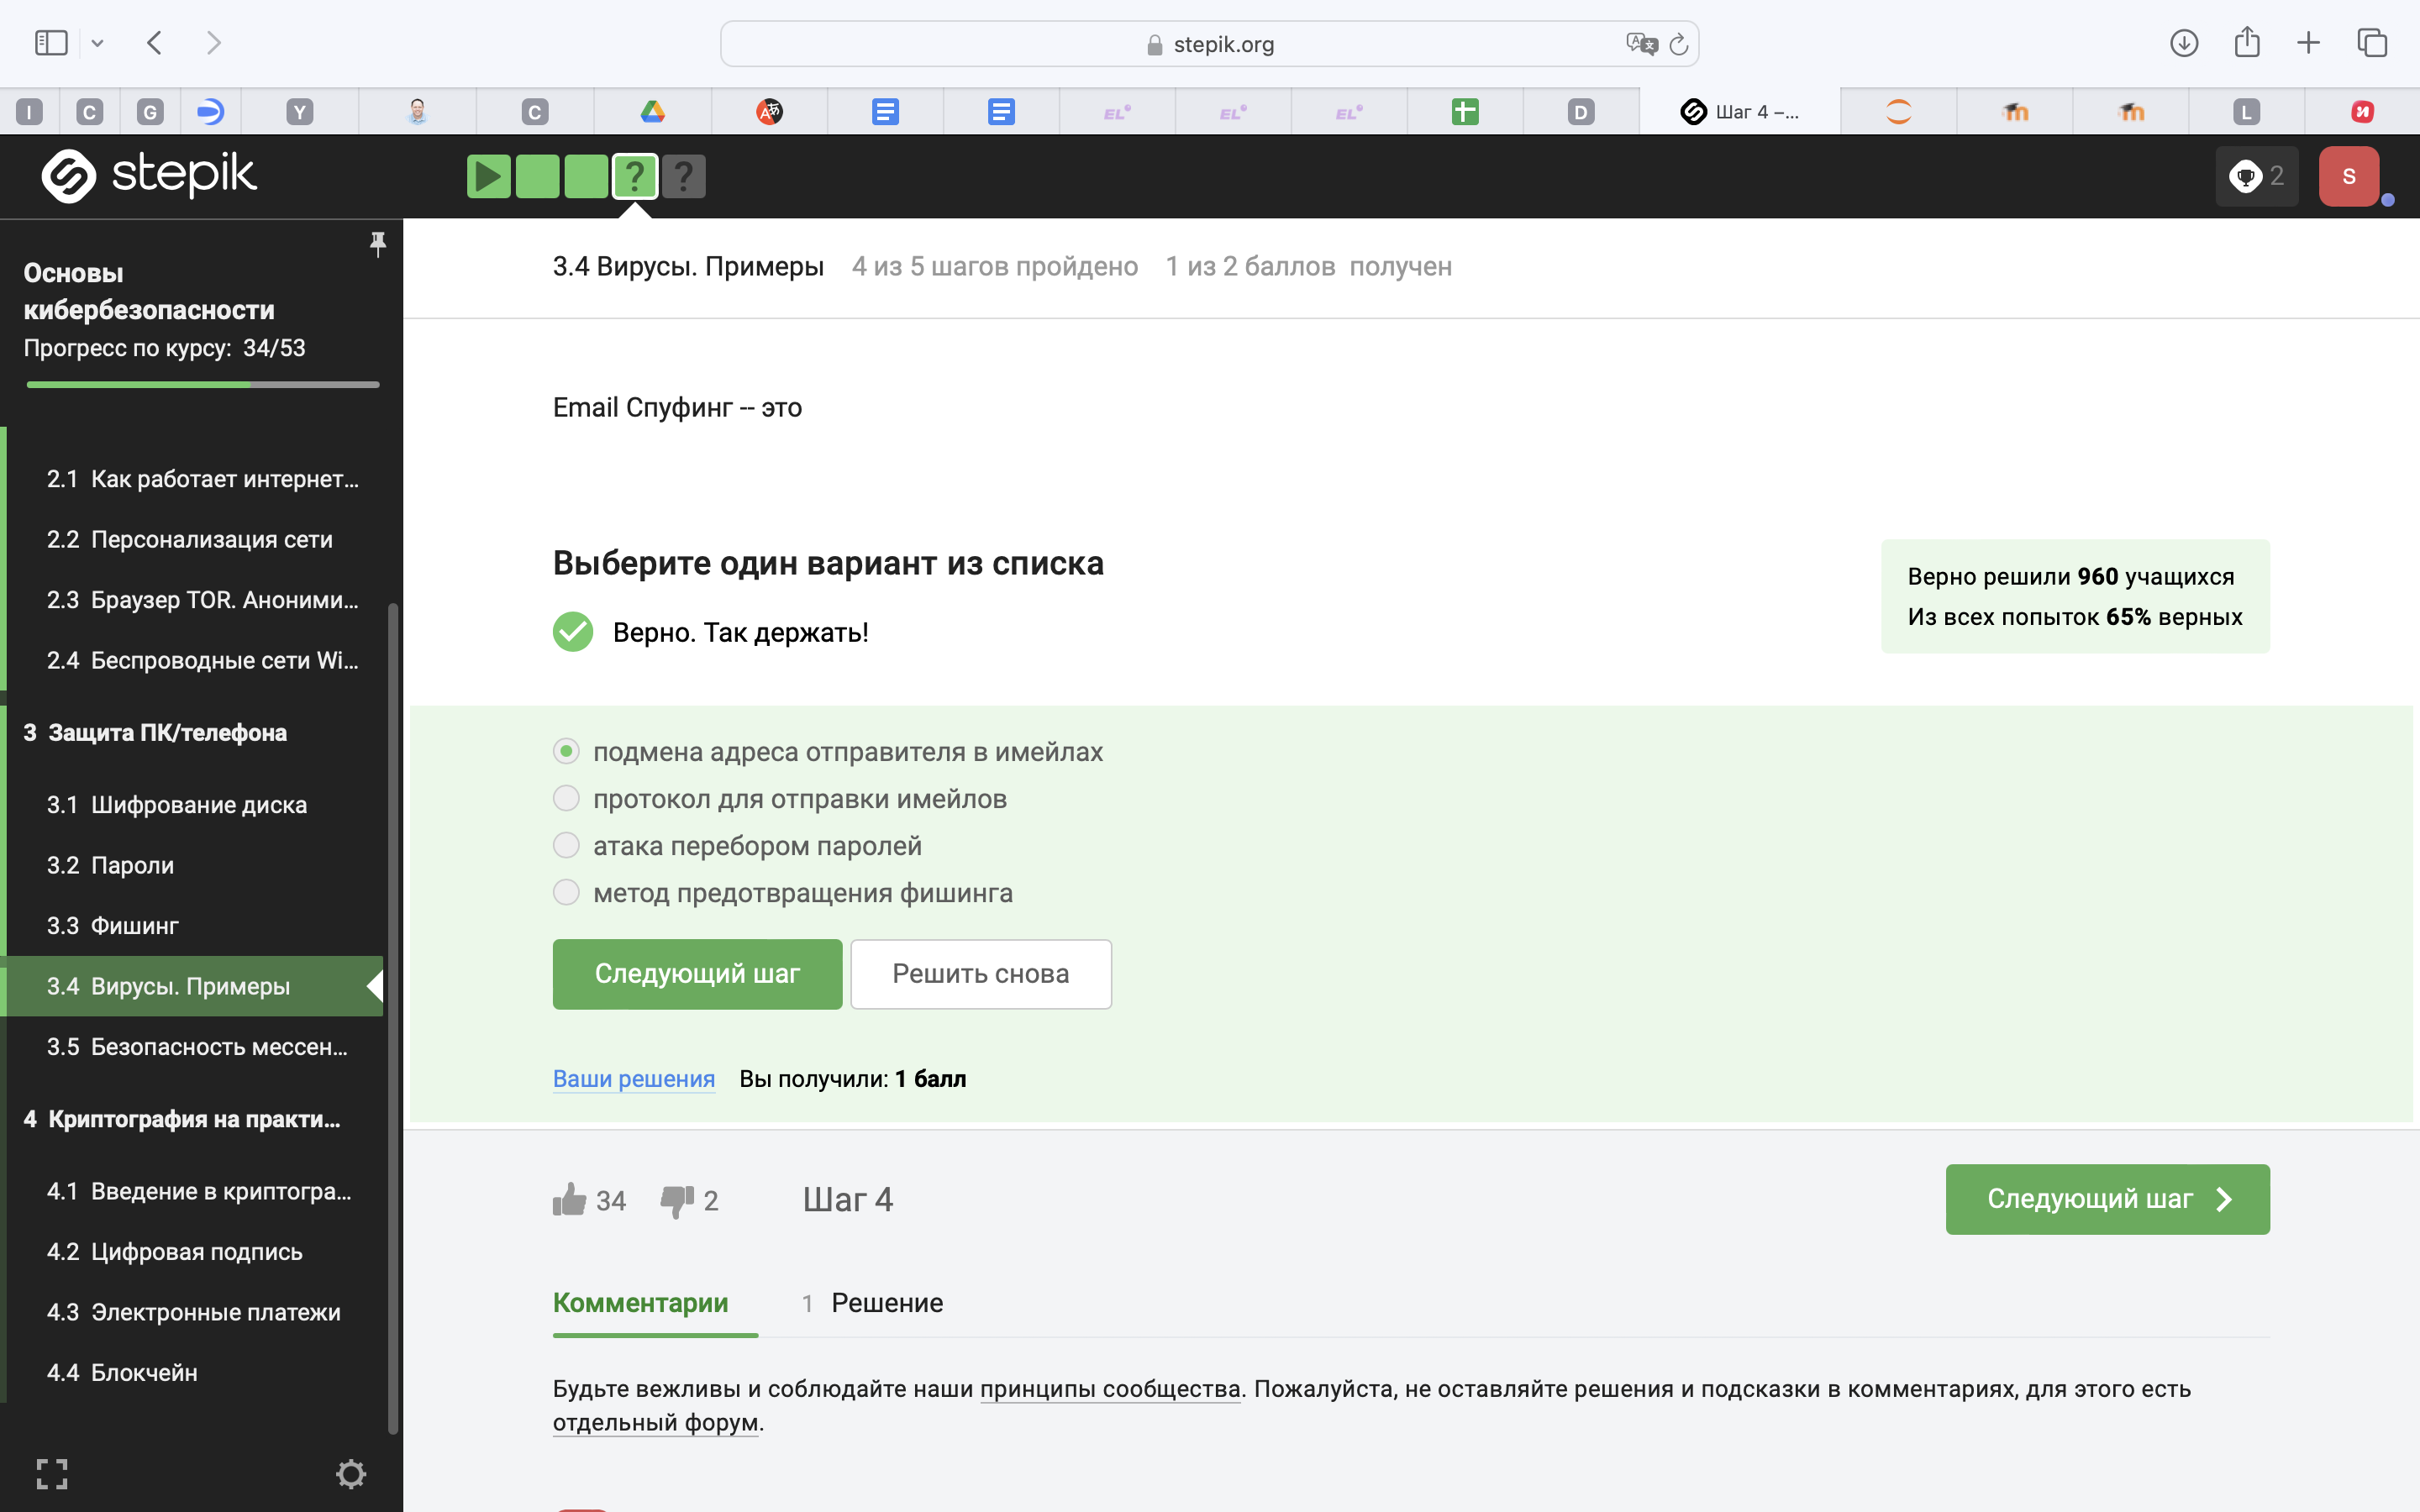 stepik.org
I
C
G
Y
C
EL
EL
EL
D
Шаг 4 –...
L
stepik
?
?
2
S
Основы
кибербезопасности
Прогресс по курсу: 34/53
2.1 Как работает интернет...
2.2 Персонализация сети
2.3 Браузер TOR. Аноними...
2.4 Беспроводные сети Wi...
3 Защита ПК/телефона
3.1 Шифрование диска
3.2 Пароли
3.3 Фишинг
3.4 Вирусы. Примеры
3.5 Безопасность мессен...
4 Криптография на практи...
4.1 Введение в криптогра...
4.2 Цифровая подпись
4.3 Электронные платежи
4.4 Блокчейн
3.4 Вирусы. Примеры 4 из 5 шагов пройдено 1 из 2 баллов получен
Email Спуфинг -- это
Выберите один вариант из списка
Верно. Так держать!
Верно решили 960 учащихся
Из всех попыток 65% верных
подмена адреса отправителя в имейлах
протокол для отправки имейлов
атака перебором паролей
метод предотвращения фишинга
Следующий шаг Решить снова
Ваши решения Вы получили: 1 балл
34 2 Шаг 4 Следующий шаг
Комментарии 1 Решение
Будьте вежливы и соблюдайте наши принципы сообщества. Пожалуйста, не оставляйте решения и подсказки в комментариях, для этого есть
отдельный форум.